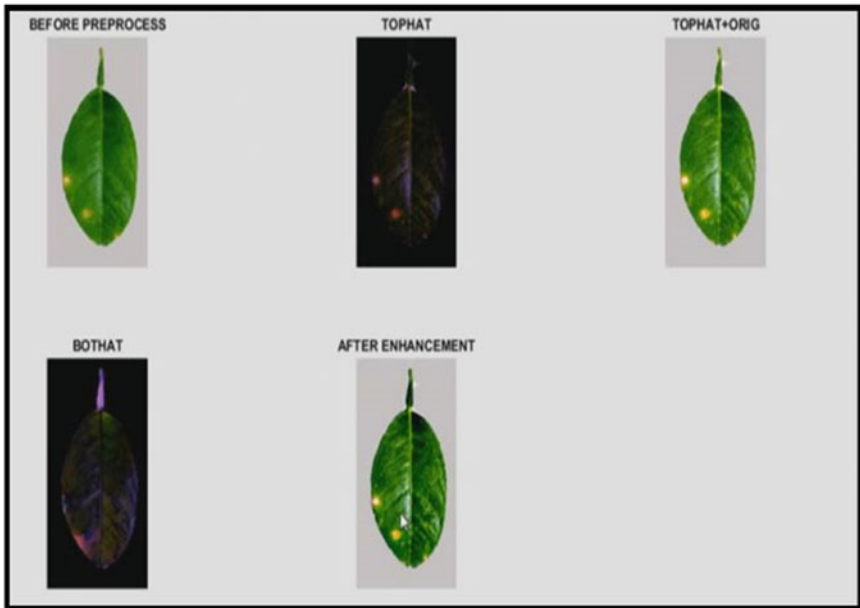 BEFORE PREPROCESS
TOPHAT
TOPHAT+ORIG
BOTHAT
AFTER ENHANCEMENT